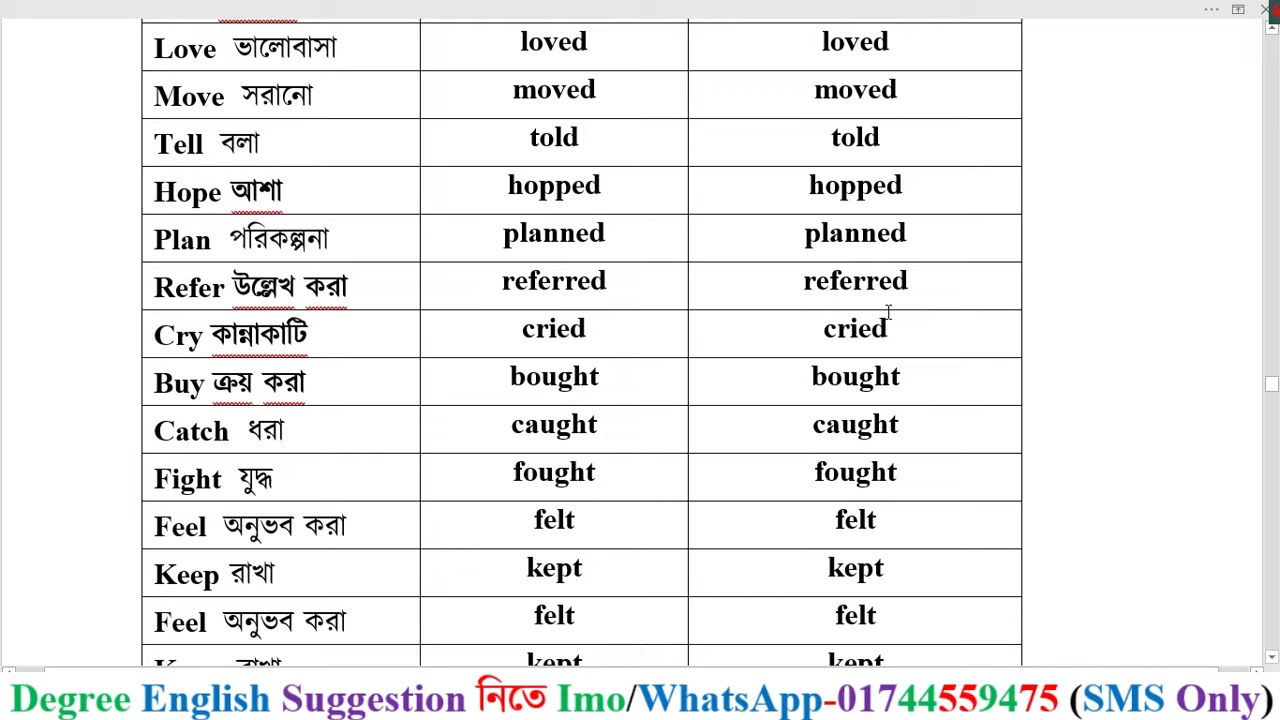 Love ভালোবাসা loved loved
Move সরানো moved moved
Tell বলা told told
Hope আশা hopped hopped
Plan পরিকল্পনা planned planned
Refer উল্লেখ করা referred referred
Cry কান্নাকাটি cried cried
Buy ক্রয় করা bought bought
Catch ধরা caught caught
Fight যুদ্ধ fought fought
Feel অনুভব করা felt felt
Keep রাখা kept kept
Feel অনুভব করা felt felt
Keep রাখা kept kept
Degree English Suggestion নিতে Imo/WhatsApp-01744559475 (SMS Only)